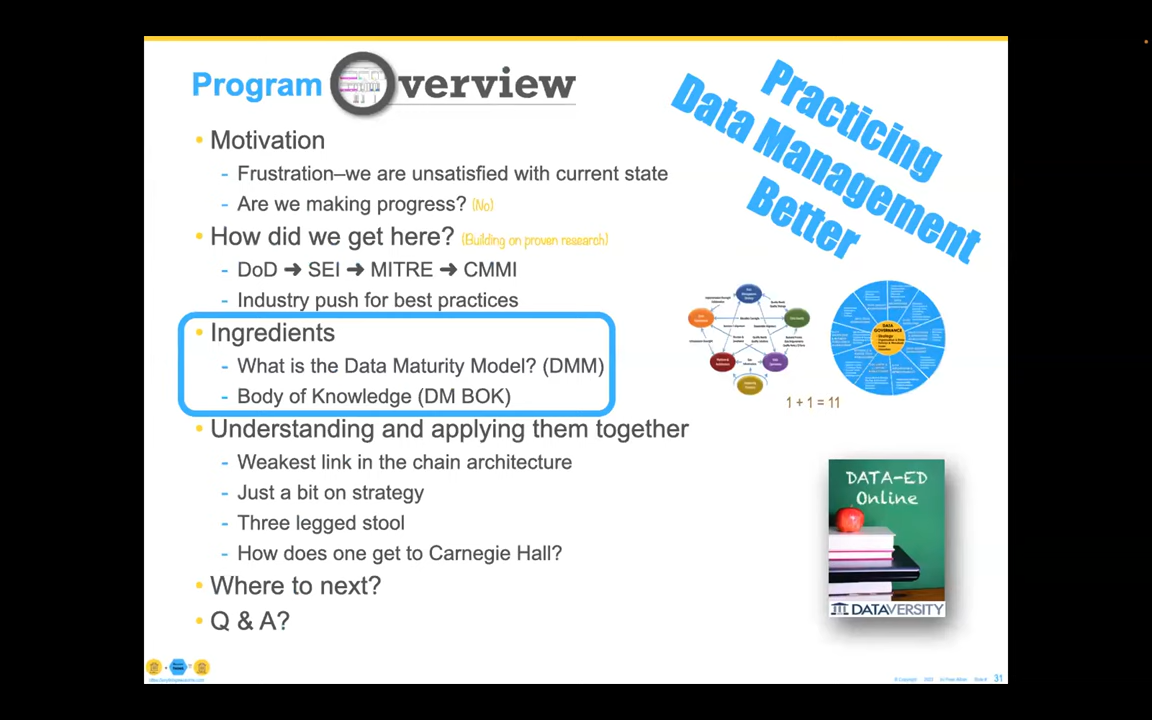 Program Overview
Practicing
Data Management
Better
• Motivation
- Frustration–we are unsatisfied with current state
- Are we making progress? (No)
• How did we get here? (Building on proven research)
- DoD ➜ SEI ➜ MITRE ➜ CMMI
- Industry push for best practices
• Ingredients
- What is the Data Maturity Model? (DMM)
- Body of Knowledge (DM BOK)
• Understanding and applying them together
- Weakest link in the chain architecture
- Just a bit on strategy
- Three legged stool
- How does one get to Carnegie Hall?
• Where to next?
• Q & A?
DATA
GOVERNANCE
1 + 1 = 11
DATA-ED
Online
DATAVERSITY
31